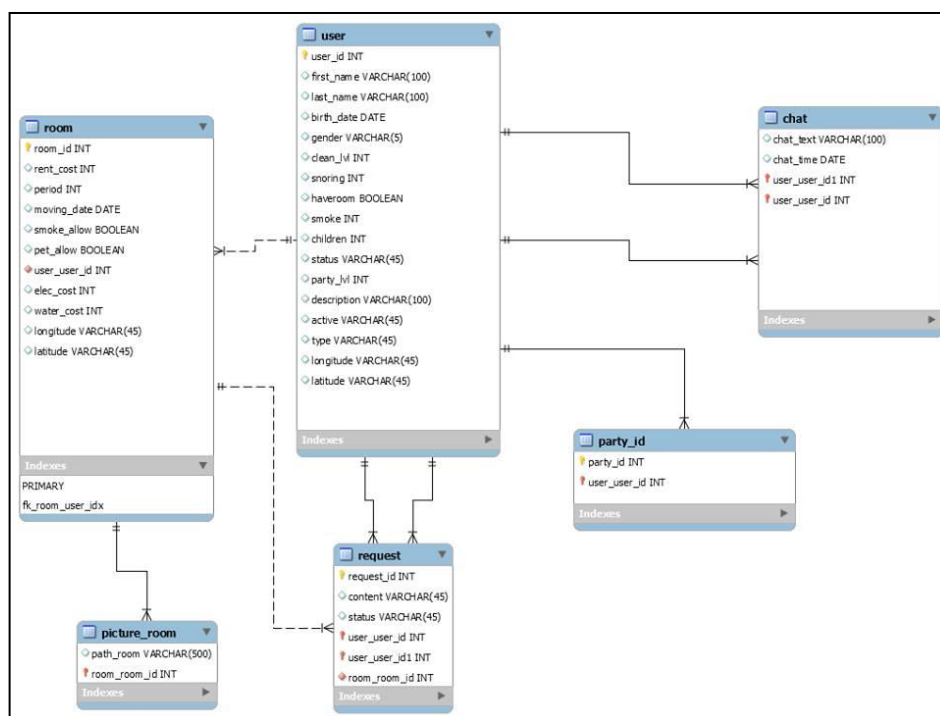 user
user_id INT
first_name VARCHAR(100)
last_name VARCHAR(100)
birth_date DATE
gender VARCHAR(5)
clean_lvl INT
snoring INT
haveroom BOOLEAN
smoke INT
children INT
status VARCHAR(45)
party_lvl INT
description VARCHAR(100)
active VARCHAR(45)
type VARCHAR(45)
longitude VARCHAR(45)
latitude VARCHAR(45)
Indexes
room
room_id INT
rent_cost INT
period INT
moving_date DATE
smoke_allow BOOLEAN
pet_allow BOOLEAN
user_user_id INT
elec_cost INT
water_cost INT
longitude VARCHAR(45)
latitude VARCHAR(45)
Indexes
PRIMARY
fk_room_user_idx
chat
chat_text VARCHAR(100)
chat_time DATE
user_user_id1 INT
user_user_id INT
Indexes
party_id
party_id INT
user_user_id INT
Indexes
request
request_id INT
content VARCHAR(45)
status VARCHAR(45)
user_user_id INT
user_user_id1 INT
room_room_id INT
Indexes
picture_room
path_room VARCHAR(500)
room_room_id INT
Indexes